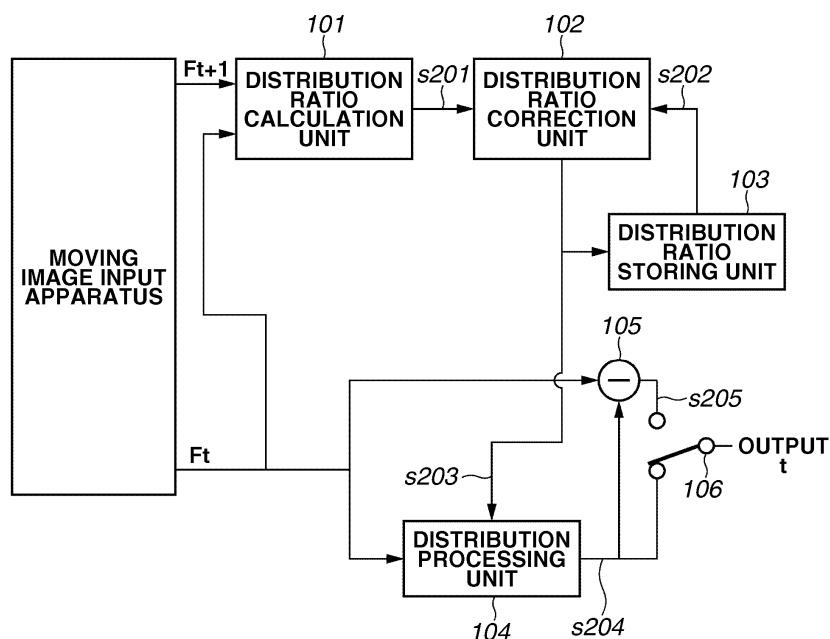 101
102
Ft+1
DISTRIBUTION
RATIO
CALCULATION
UNIT
s201
DISTRIBUTION
RATIO
CORRECTION
UNIT
s202
103
DISTRIBUTION
RATIO
STORING UNIT
MOVING
IMAGE INPUT
APPARATUS
105
−
s205
OUTPUT
t
106
Ft
s203
DISTRIBUTION
PROCESSING
UNIT
104
s204